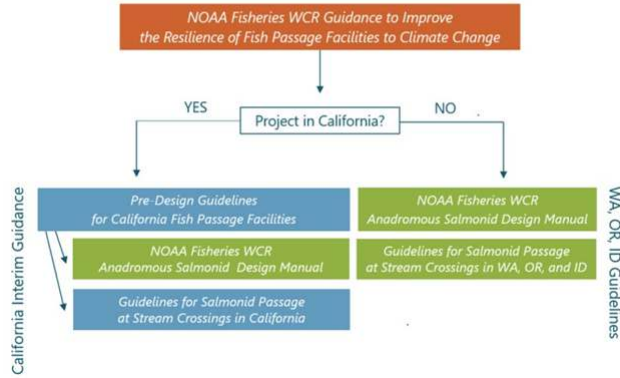 NOAA Fisheries WCR Guidance to Improve
the Resilience of Fish Passage Facilities to Climate Change
YES
NO
Project in California?
California Interim Guidance
Pre-Design Guidelines
for California Fish Passage Facilities
NOAA Fisheries WCR
Anadromous Salmonid Design Manual
Guidelines for Salmonid Passage
at Stream Crossings in California
NOAA Fisheries WCR
Anadromous Salmonid Design Manual
Guidelines for Salmonid Passage
at Stream Crossings in WA, OR, and ID
WA, OR, ID Guidelines